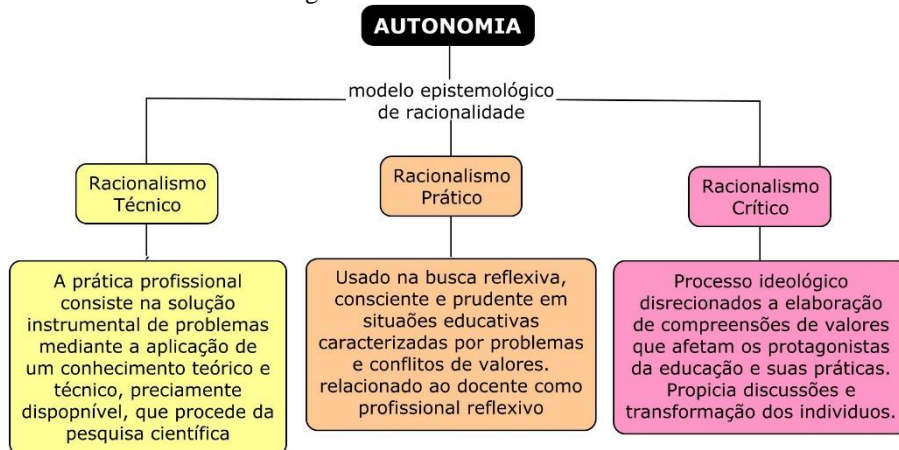 AUTONOMIA
modelo epistemológico
de racionalidade
Racionalismo
Técnico
Racionalismo
Prático
Racionalismo
Crítico
A prática profissional
consiste na solução
instrumental de problemas
mediante a aplicação de
um conhecimento teórico e
técnico, preciamente
dispopnível, que procede da
pesquisa científica
Usado na busca reflexiva,
consciente e prudente em
situaões educativas
caracterizadas por problemas
e conflitos de valores.
relacionado ao docente como
profissional reflexivo
Processo ideológico
disrecionados a elaboração
de compreensões de valores
que afetam os protagonistas
da educação e suas práticas.
Propicia discussões e
transformação dos individuos.